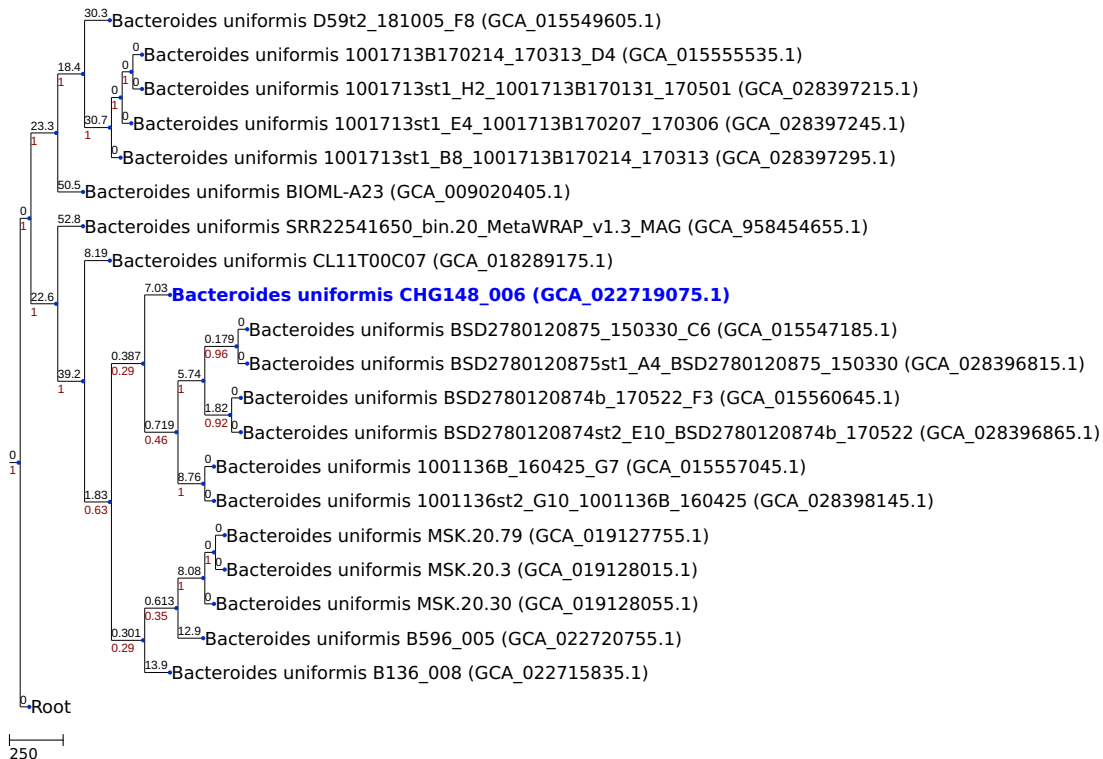 30.3 Bacteroides uniformis D59t2_181005_F8 (GCA_015549605.1)
0 Bacteroides uniformis 1001713B170214_170313_D4 (GCA_015555535.1)
18.4 0
1 1 0 Bacteroides uniformis 1001713st1_H2_1001713B170131_170501 (GCA_028397215.1)
0
1 0 Bacteroides uniformis 1001713st1_E4_1001713B170207_170306 (GCA_028397245.1)
23.3 30.7
1 1 0 Bacteroides uniformis 1001713st1_B8_1001713B170214_170313 (GCA_028397295.1)
50.5 Bacteroides uniformis BIOML-A23 (GCA_009020405.1)
0
1 52.8 Bacteroides uniformis SRR22541650_bin.20_MetaWRAP_v1.3_MAG (GCA_958454655.1)
8.19 Bacteroides uniformis CL11T00C07 (GCA_018289175.1)
22.6
1 7.03 Bacteroides uniformis CHG148_006 (GCA_022719075.1)
0 Bacteroides uniformis BSD2780120875_150330_C6 (GCA_015547185.1)
0.179
0.96
0.387
0.29 0 Bacteroides uniformis BSD2780120875st1_A4_BSD2780120875_150330 (GCA_028396815.1)
39.2 5.74
1 1
0 Bacteroides uniformis BSD2780120874b_170522_F3 (GCA_015560645.1)
1.82
0.92
0.719
0.46 0 Bacteroides uniformis BSD2780120874st2_E10_BSD2780120874b_170522 (GCA_028396865.1)
0
1
0 Bacteroides uniformis 1001136B_160425_G7 (GCA_015557045.1)
8.76
1
1.83
0.63 0 Bacteroides uniformis 1001136st2_G10_1001136B_160425 (GCA_028398145.1)
0 Bacteroides uniformis MSK.20.79 (GCA_019127755.1)
0
1
8.08
1 0 Bacteroides uniformis MSK.20.3 (GCA_019128015.1)
0 Bacteroides uniformis MSK.20.30 (GCA_019128055.1)
0.613
0.35
0.301 12.9 Bacteroides uniformis B596_005 (GCA_022720755.1)
0.29
13.9 Bacteroides uniformis B136_008 (GCA_022715835.1)
0 Root
250